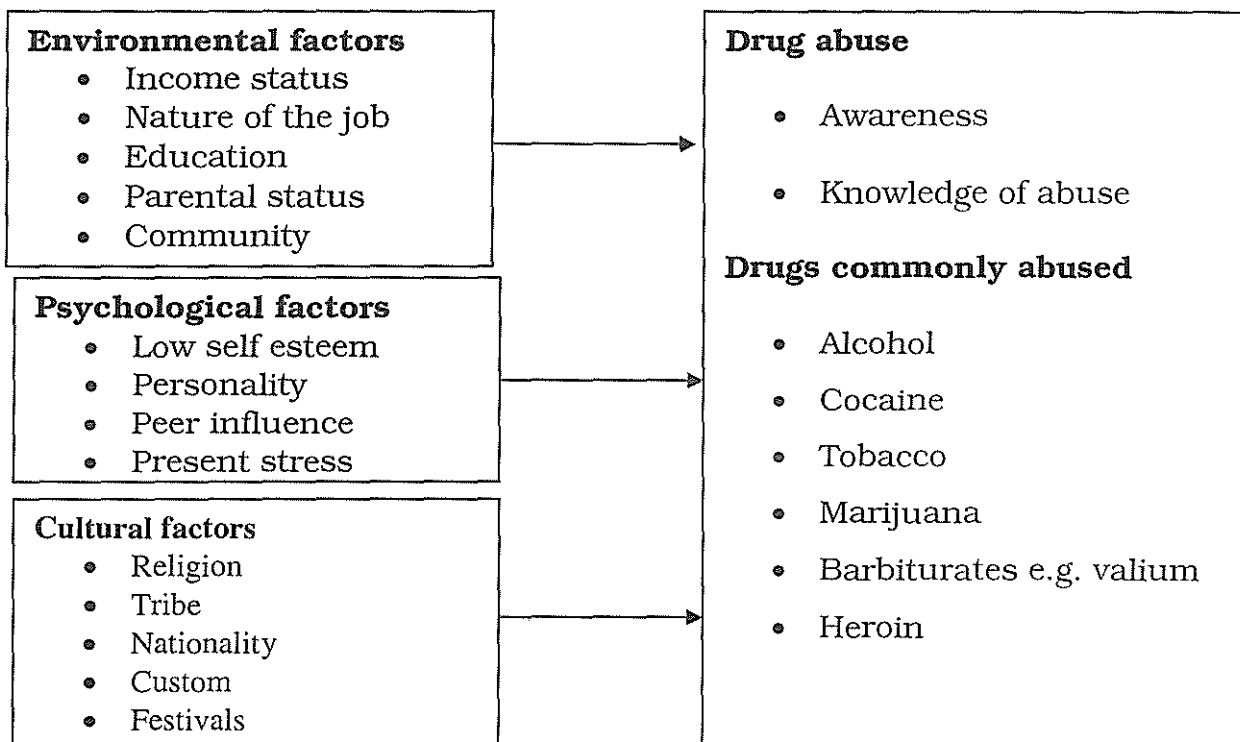 Environmental factors
• Income status
• Nature of the job
• Education
• Parental status
• Community
Psychological factors
• Low self esteem
• Personality
• Peer influence
• Present stress
Cultural factors
• Religion
• Tribe
• Nationality
• Custom
• Festivals
Drug abuse
• Awareness
• Knowledge of abuse
Drugs commonly abused
• Alcohol
• Cocaine
• Tobacco
• Marijuana
• Barbiturates e.g. valium
• Heroin